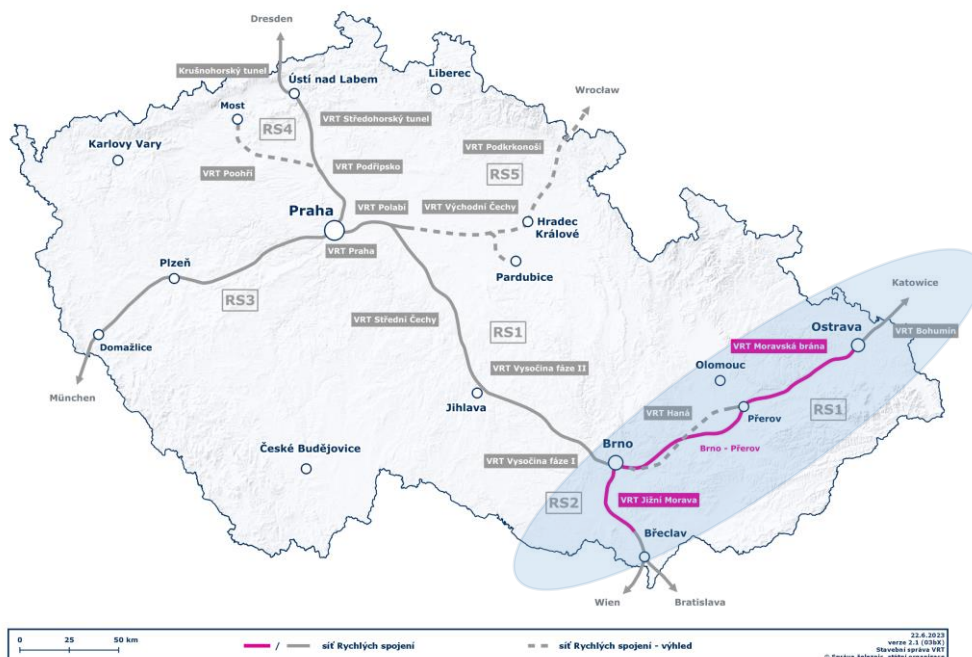 Dresden
Krušnohorský tunel
Ústí nad Labem
Liberec
Wrocław
Most
RS4
VRT Středohorský tunel
VRT Podkrkonoší
Karlovy Vary
VRT Poohří
VRT Podřipsko
RS5
Praha
VRT Polabí
VRT Východní Čechy
Hradec
Králové
VRT Praha
Plzeň
Pardubice
Katowice
RS3
VRT Střední Čechy
RS1
Ostrava
VRT Bohumín
Domažlice
VRT Moravská brána
Olomouc
VRT Vysočina fáze II
München
Jihlava
VRT Haná
Přerov
RS1
Brno
Brno - Přerov
České Budějovice
VRT Vysočina fáze I
RS2
VRT Jižní Morava
Břeclav
Wien
Bratislava
0 25 50 km
/ síť Rychlých spojení
síť Rychlých spojení - výhled
22.6.2023
verze 2.1 (03bX)
Stavební správa VRT
© Správa železnic, státní organizace